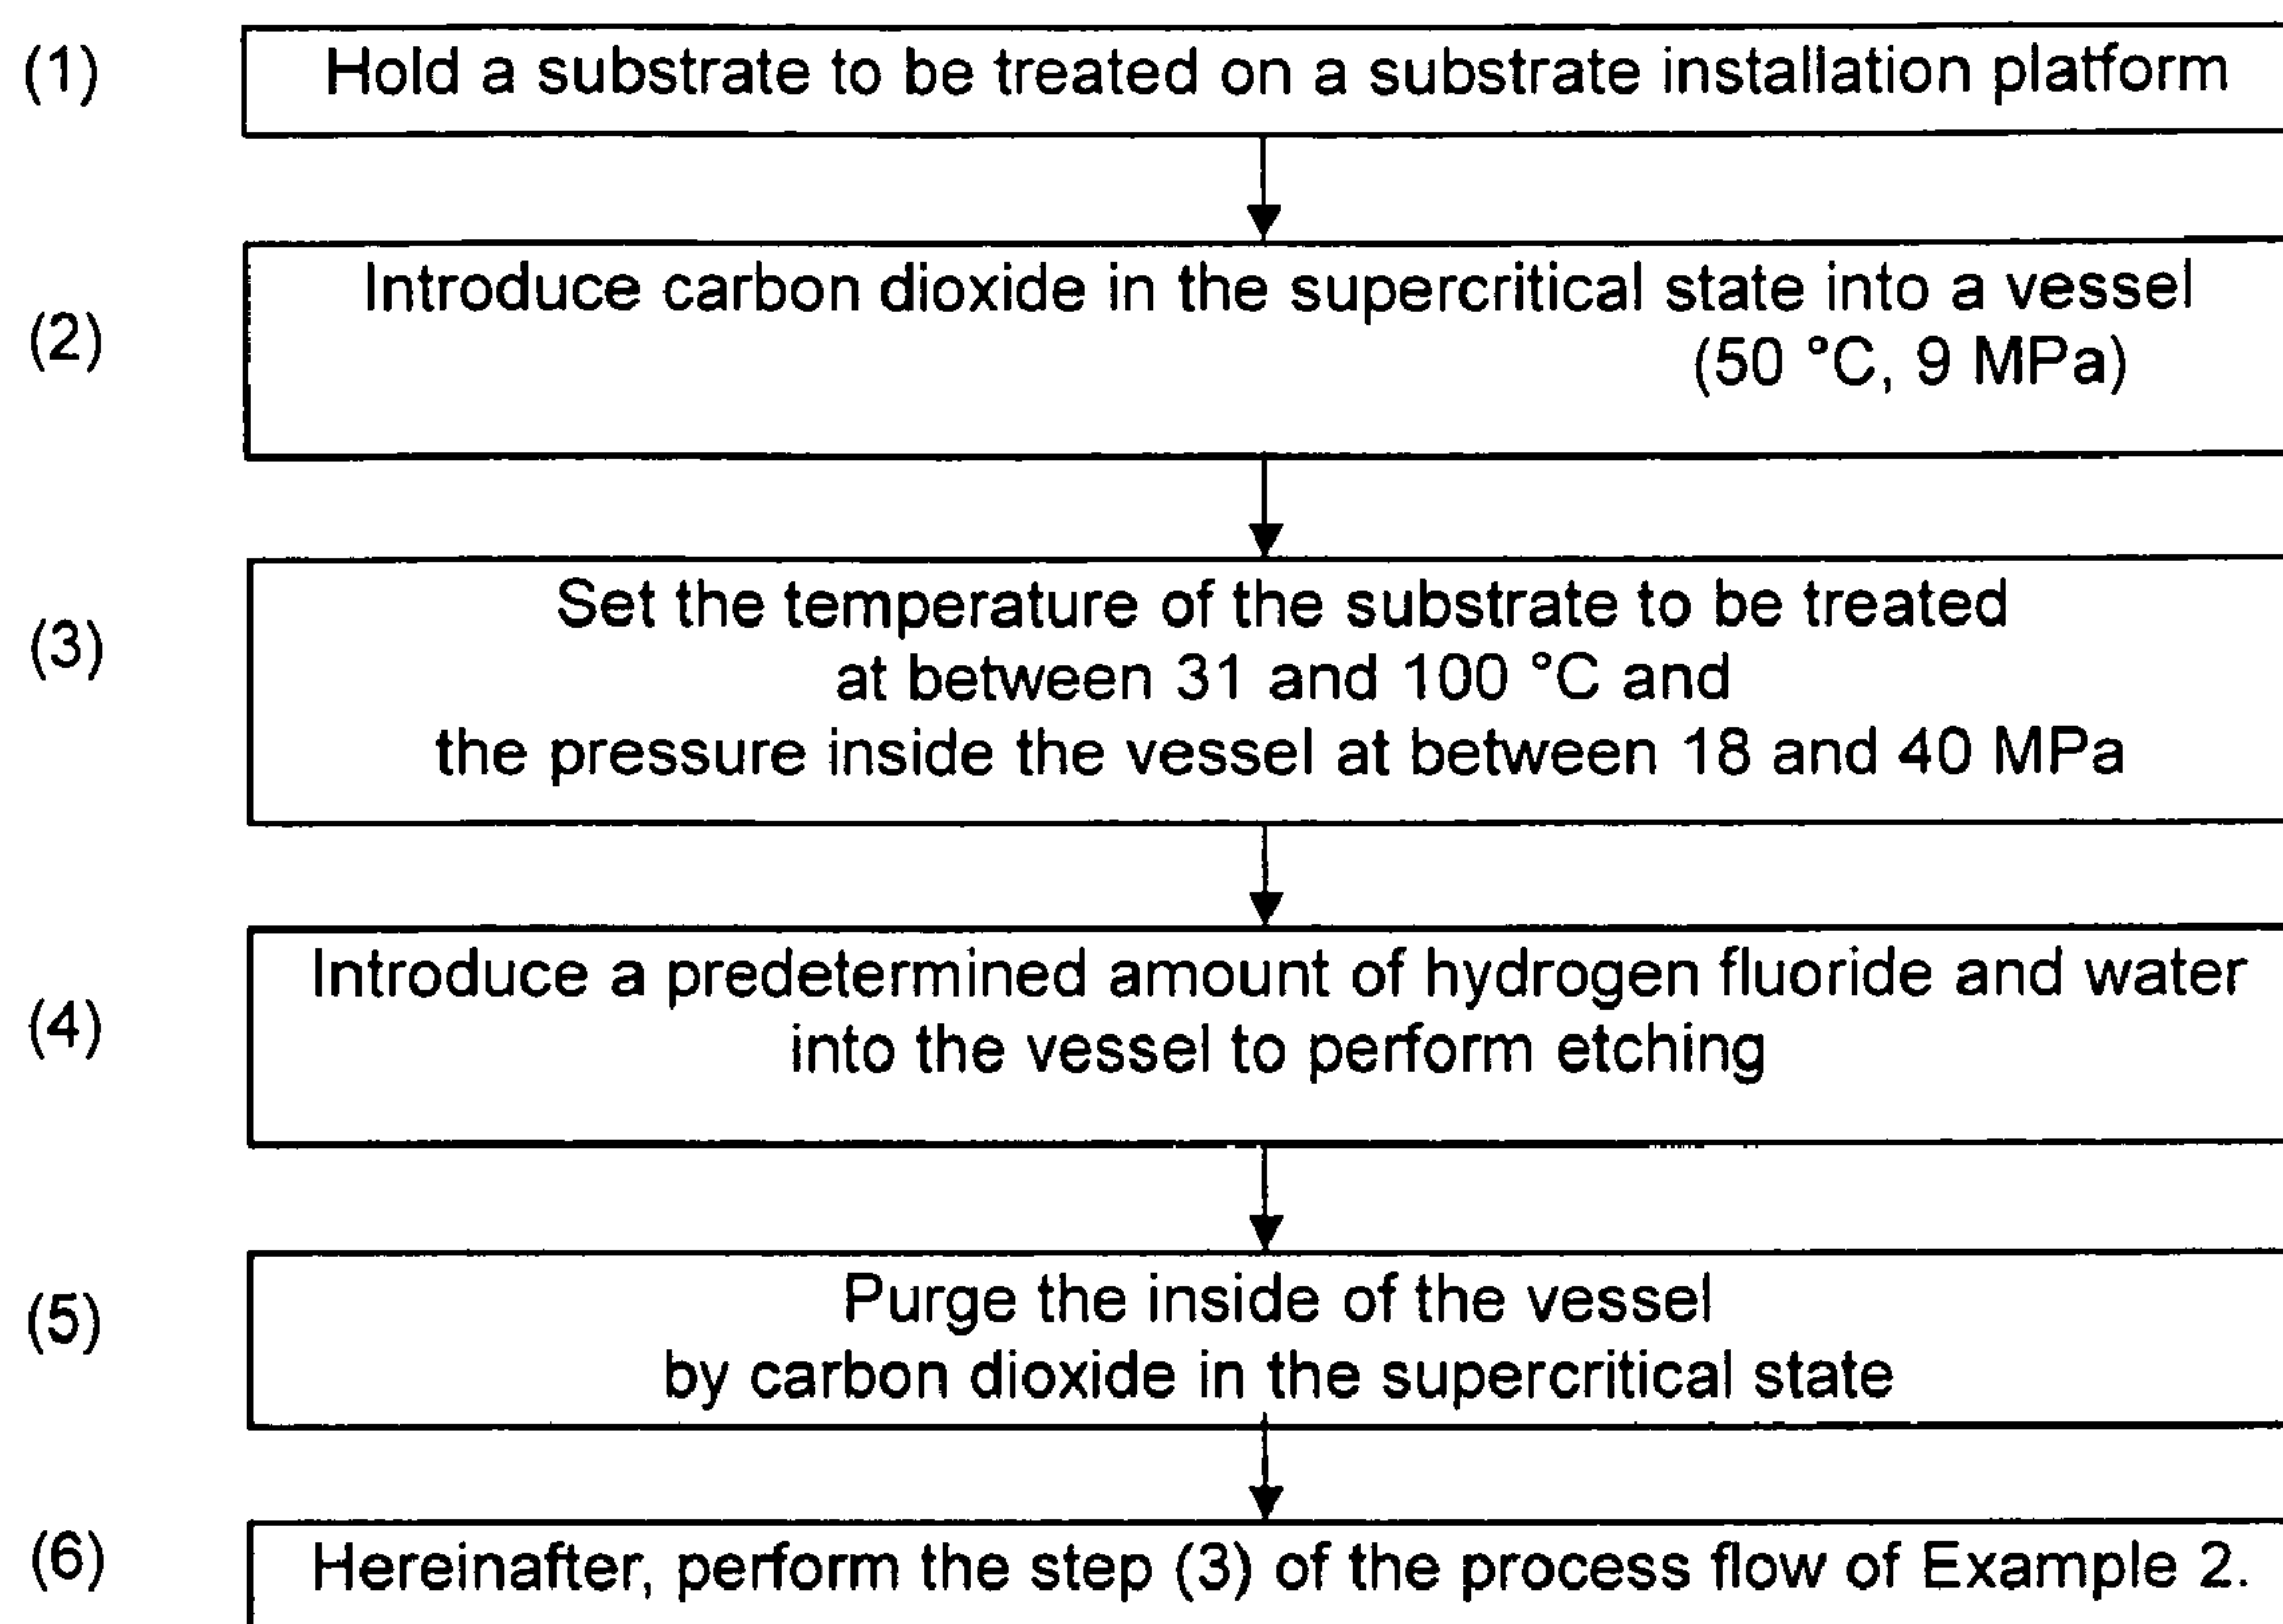 (1) Hold a substrate to be treated on a substrate installation platform
(2) Introduce carbon dioxide in the supercritical state into a vessel
(50 °C, 9 MPa)
(3) Set the temperature of the substrate to be treated
at between 31 and 100 °C and
the pressure inside the vessel at between 18 and 40 MPa
(4) Introduce a predetermined amount of hydrogen fluoride and water
into the vessel to perform etching
(5) Purge the inside of the vessel
by carbon dioxide in the supercritical state
(6) Hereinafter, perform the step (3) of the process flow of Example 2.